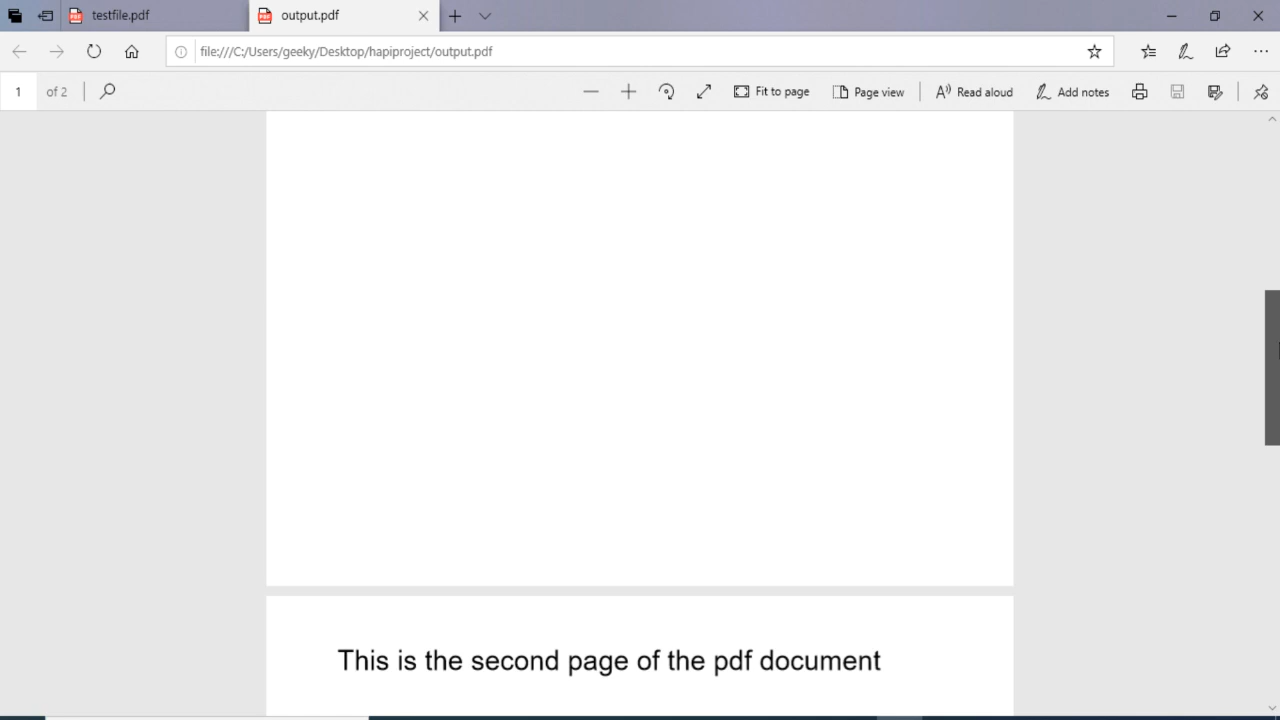 testfile.pdf
output.pdf
file:///C:/Users/geeky/Desktop/hapiproject/output.pdf
1 of 2
Fit to page
Page view
Read aloud
Add notes
This is the second page of the pdf document